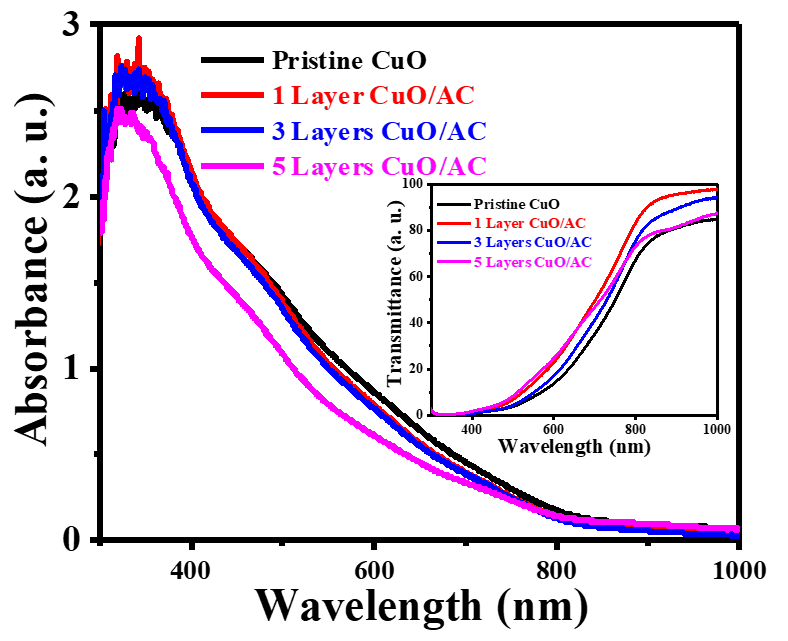 Absorbance (a. u.)
3
2
1
0
400
600
800
1000
Wavelength (nm)
Pristine CuO
1 Layer CuO/AC
3 Layers CuO/AC
5 Layers CuO/AC
Transmittance (a. u.)
100
80
60
40
20
0
400
600
800
1000
Wavelength (nm)
Pristine CuO
1 Layer CuO/AC
3 Layers CuO/AC
5 Layers CuO/AC